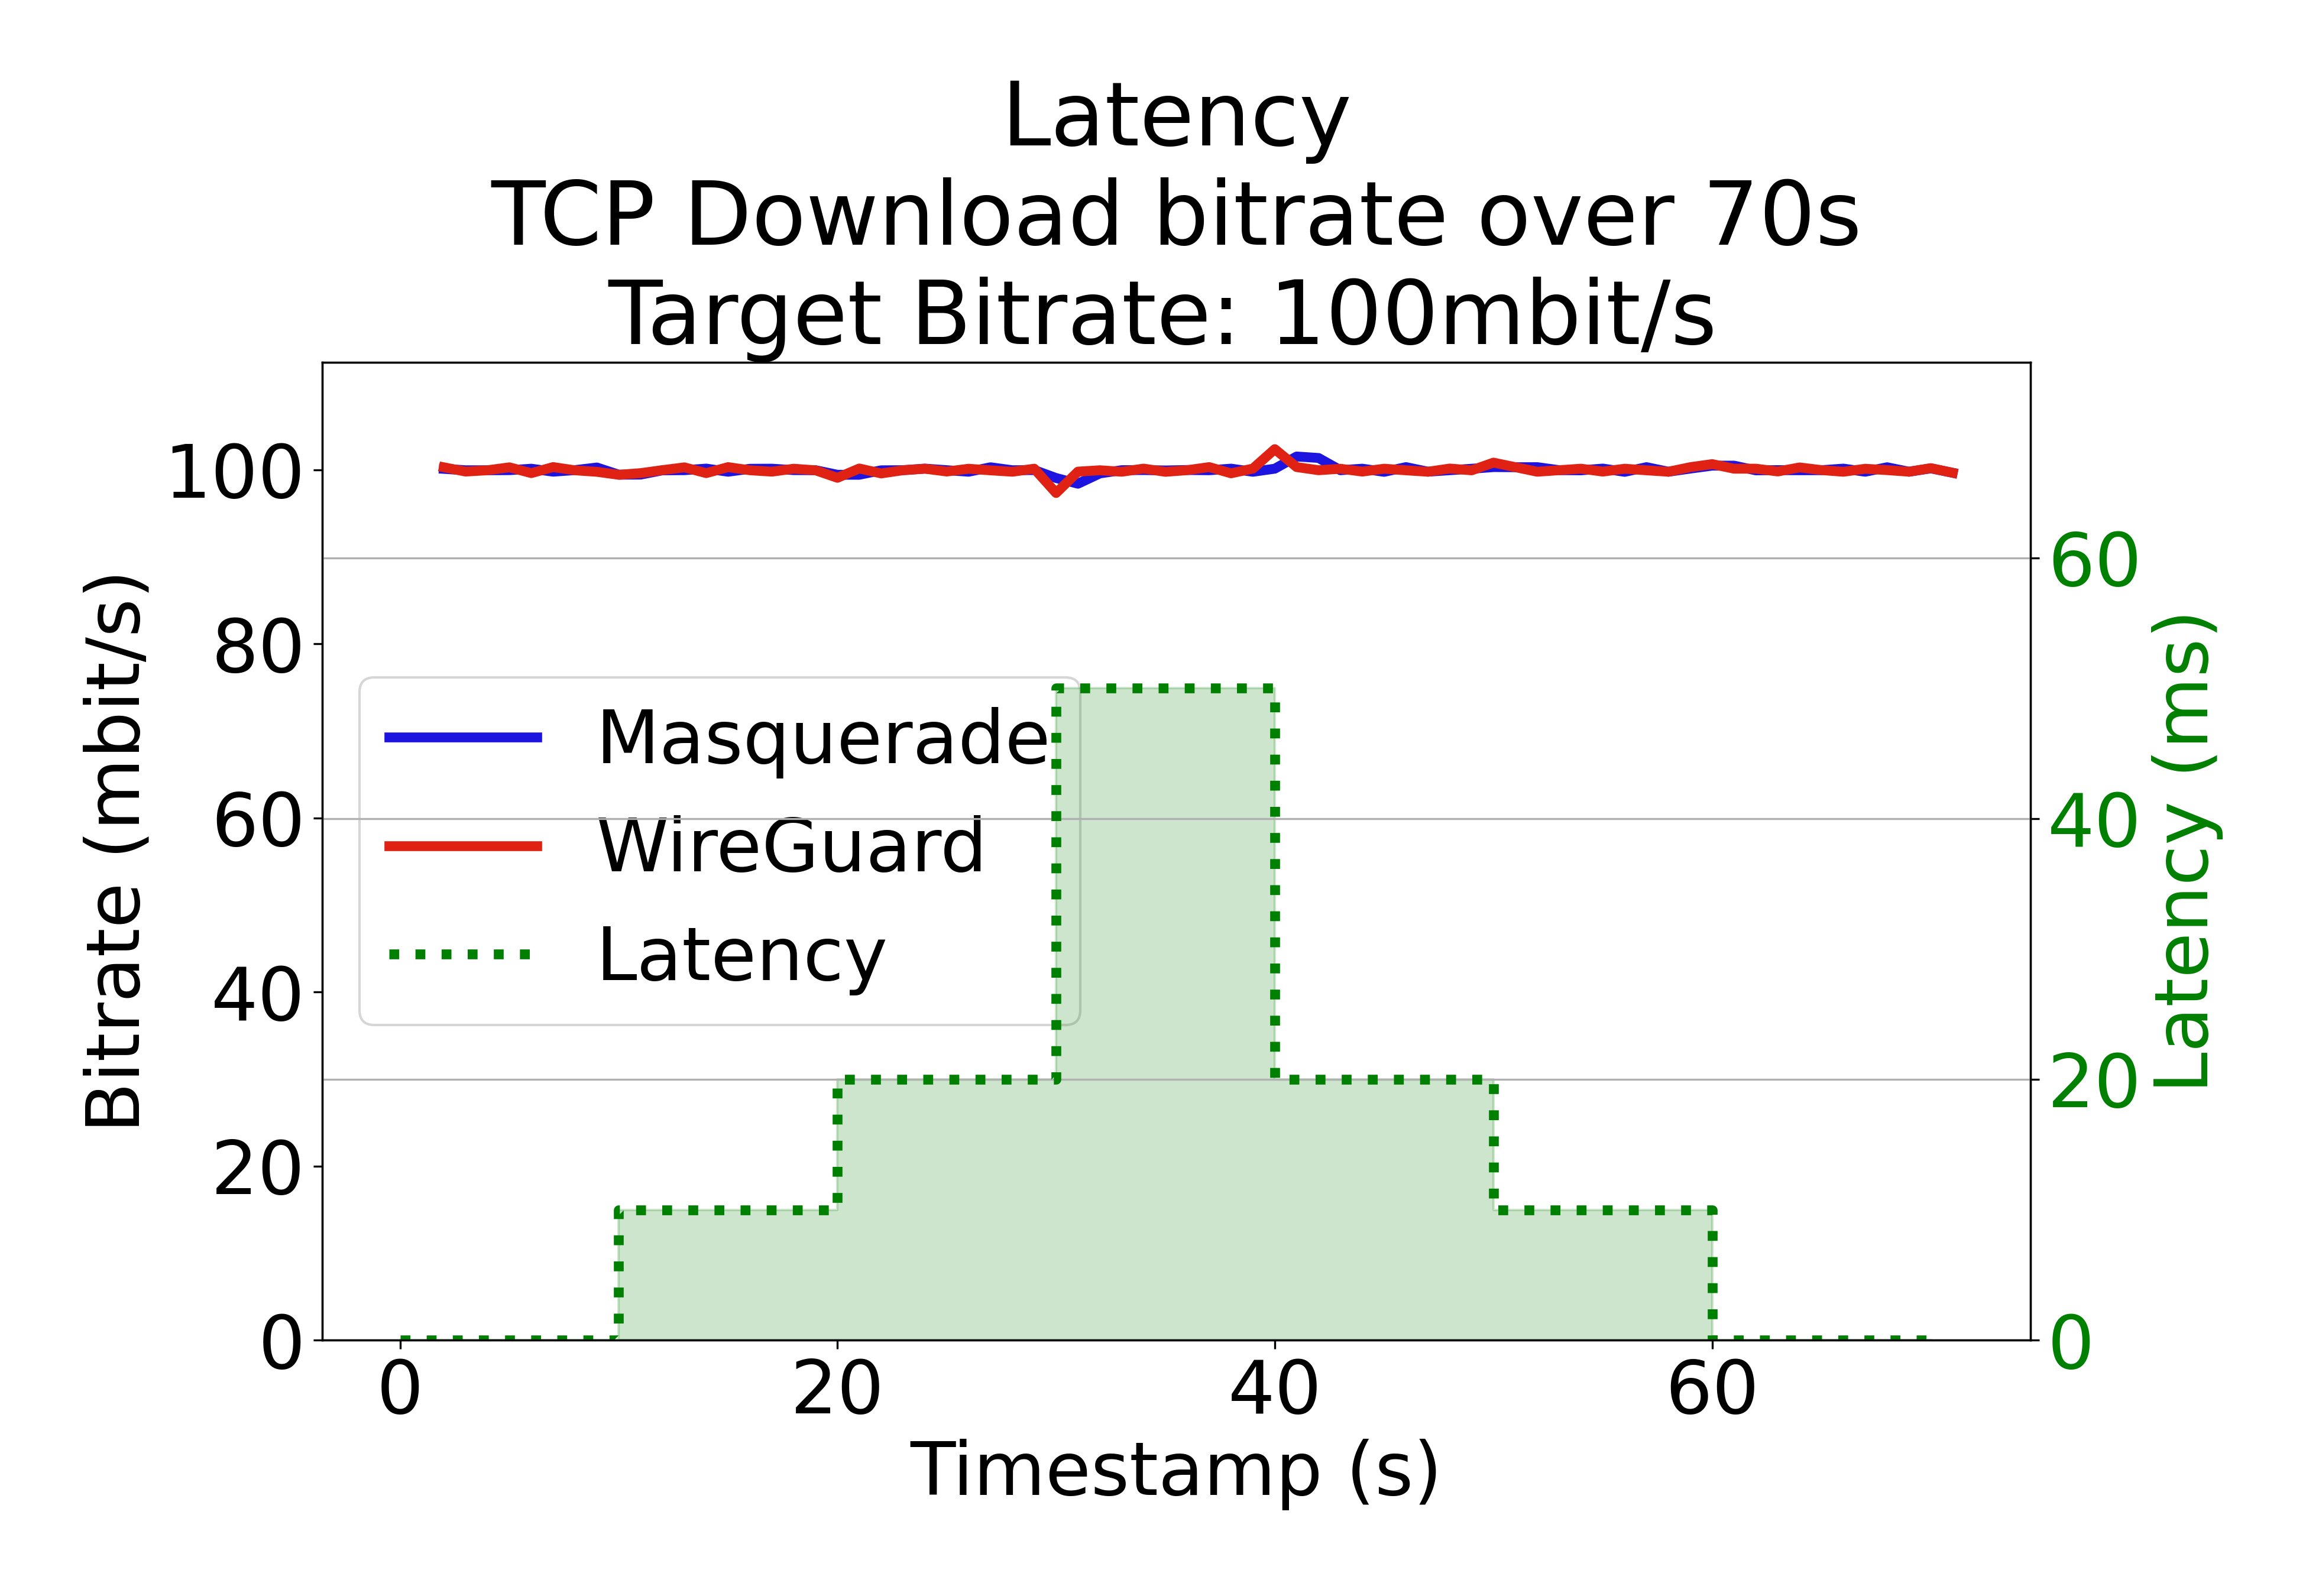 Latency
TCP Download bitrate over 70s
Target Bitrate: 100mbit/s
100
80
60
40
20
0
Bitrate (mbit/s)
Masquerade
WireGuard
Latency
60
40
20
0
Latency (ms)
0 20 40 60
Timestamp (s)